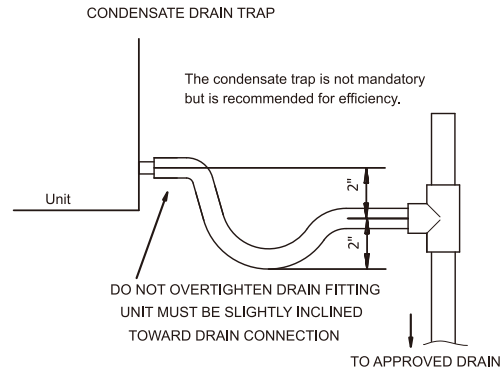 CONDENSATE DRAIN TRAP
The condensate trap is not mandatory
but is recommended for efficiency.
Unit
2"
2"
DO NOT OVERTIGHTEN DRAIN FITTING
UNIT MUST BE SLIGHTLY INCLINED
TOWARD DRAIN CONNECTION
TO APPROVED DRAIN